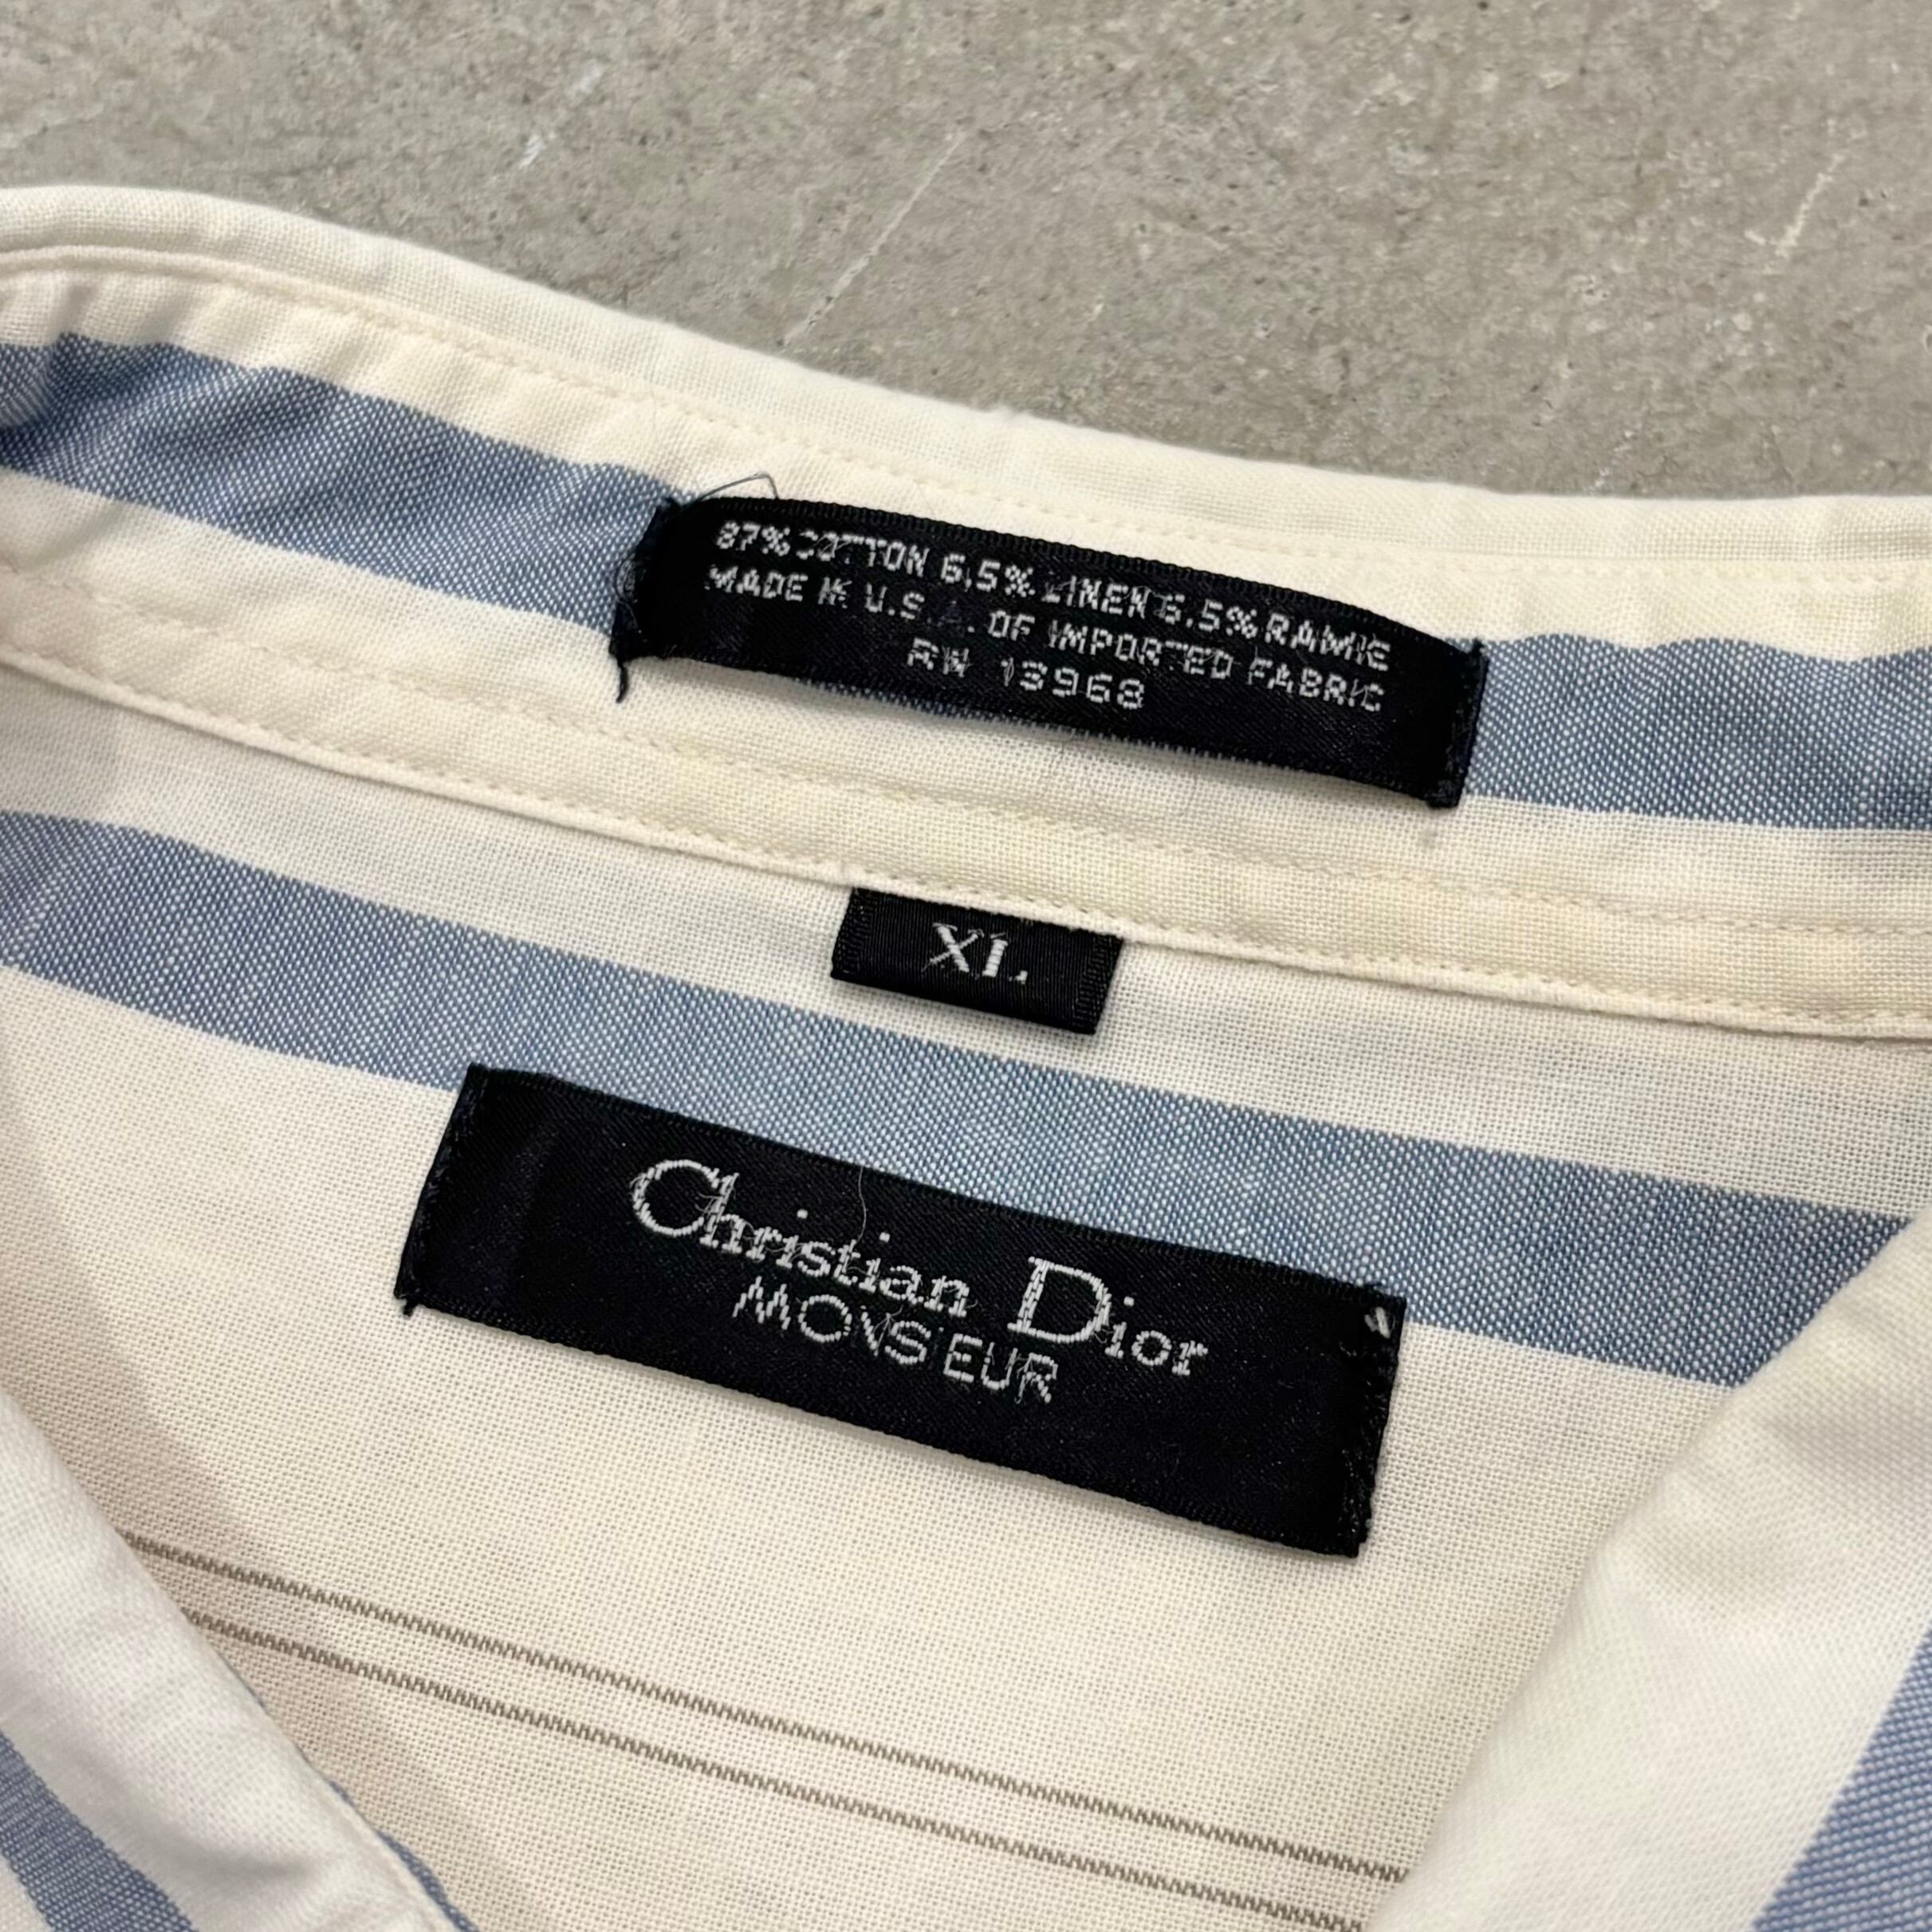 87% COTTON 6.5% LINEN 6.5% RAMIE
MADE IN U.S.A. OF IMPORTED FABRIC
RN 13968
XL
Christian Dior
MONSIEUR